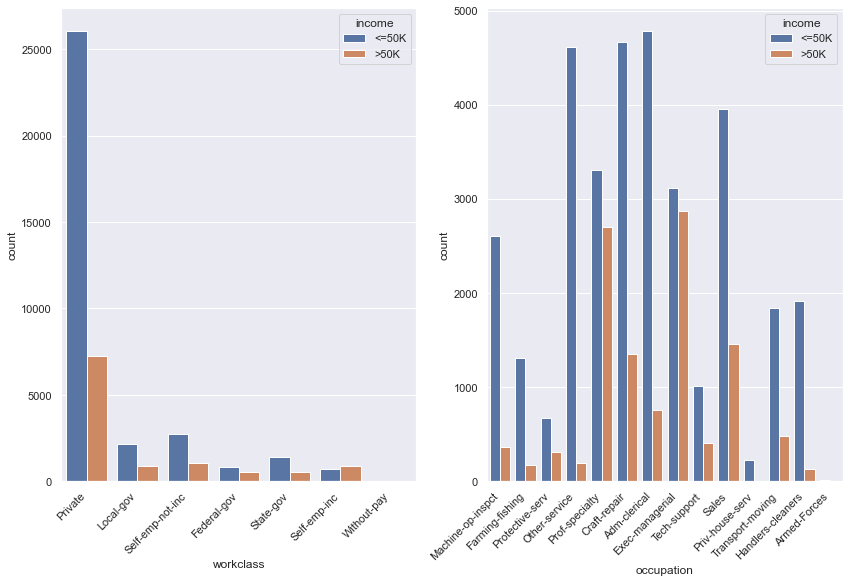 income
<=50K
>50K
25000
20000
15000
10000
5000
0
count
Private
Local-gov
Self-emp-not-inc
Federal-gov
State-gov
Self-emp-inc
Without-pay
workclass
income
<=50K
>50K
5000
4000
3000
2000
1000
0
count
Machine-op-inspct
Farming-fishing
Protective-serv
Other-service
Prof-specialty
Craft-repair
Adm-clerical
Exec-managerial
Tech-support
Sales
Priv-house-serv
Transport-moving
Handlers-cleaners
Armed-Forces
occupation